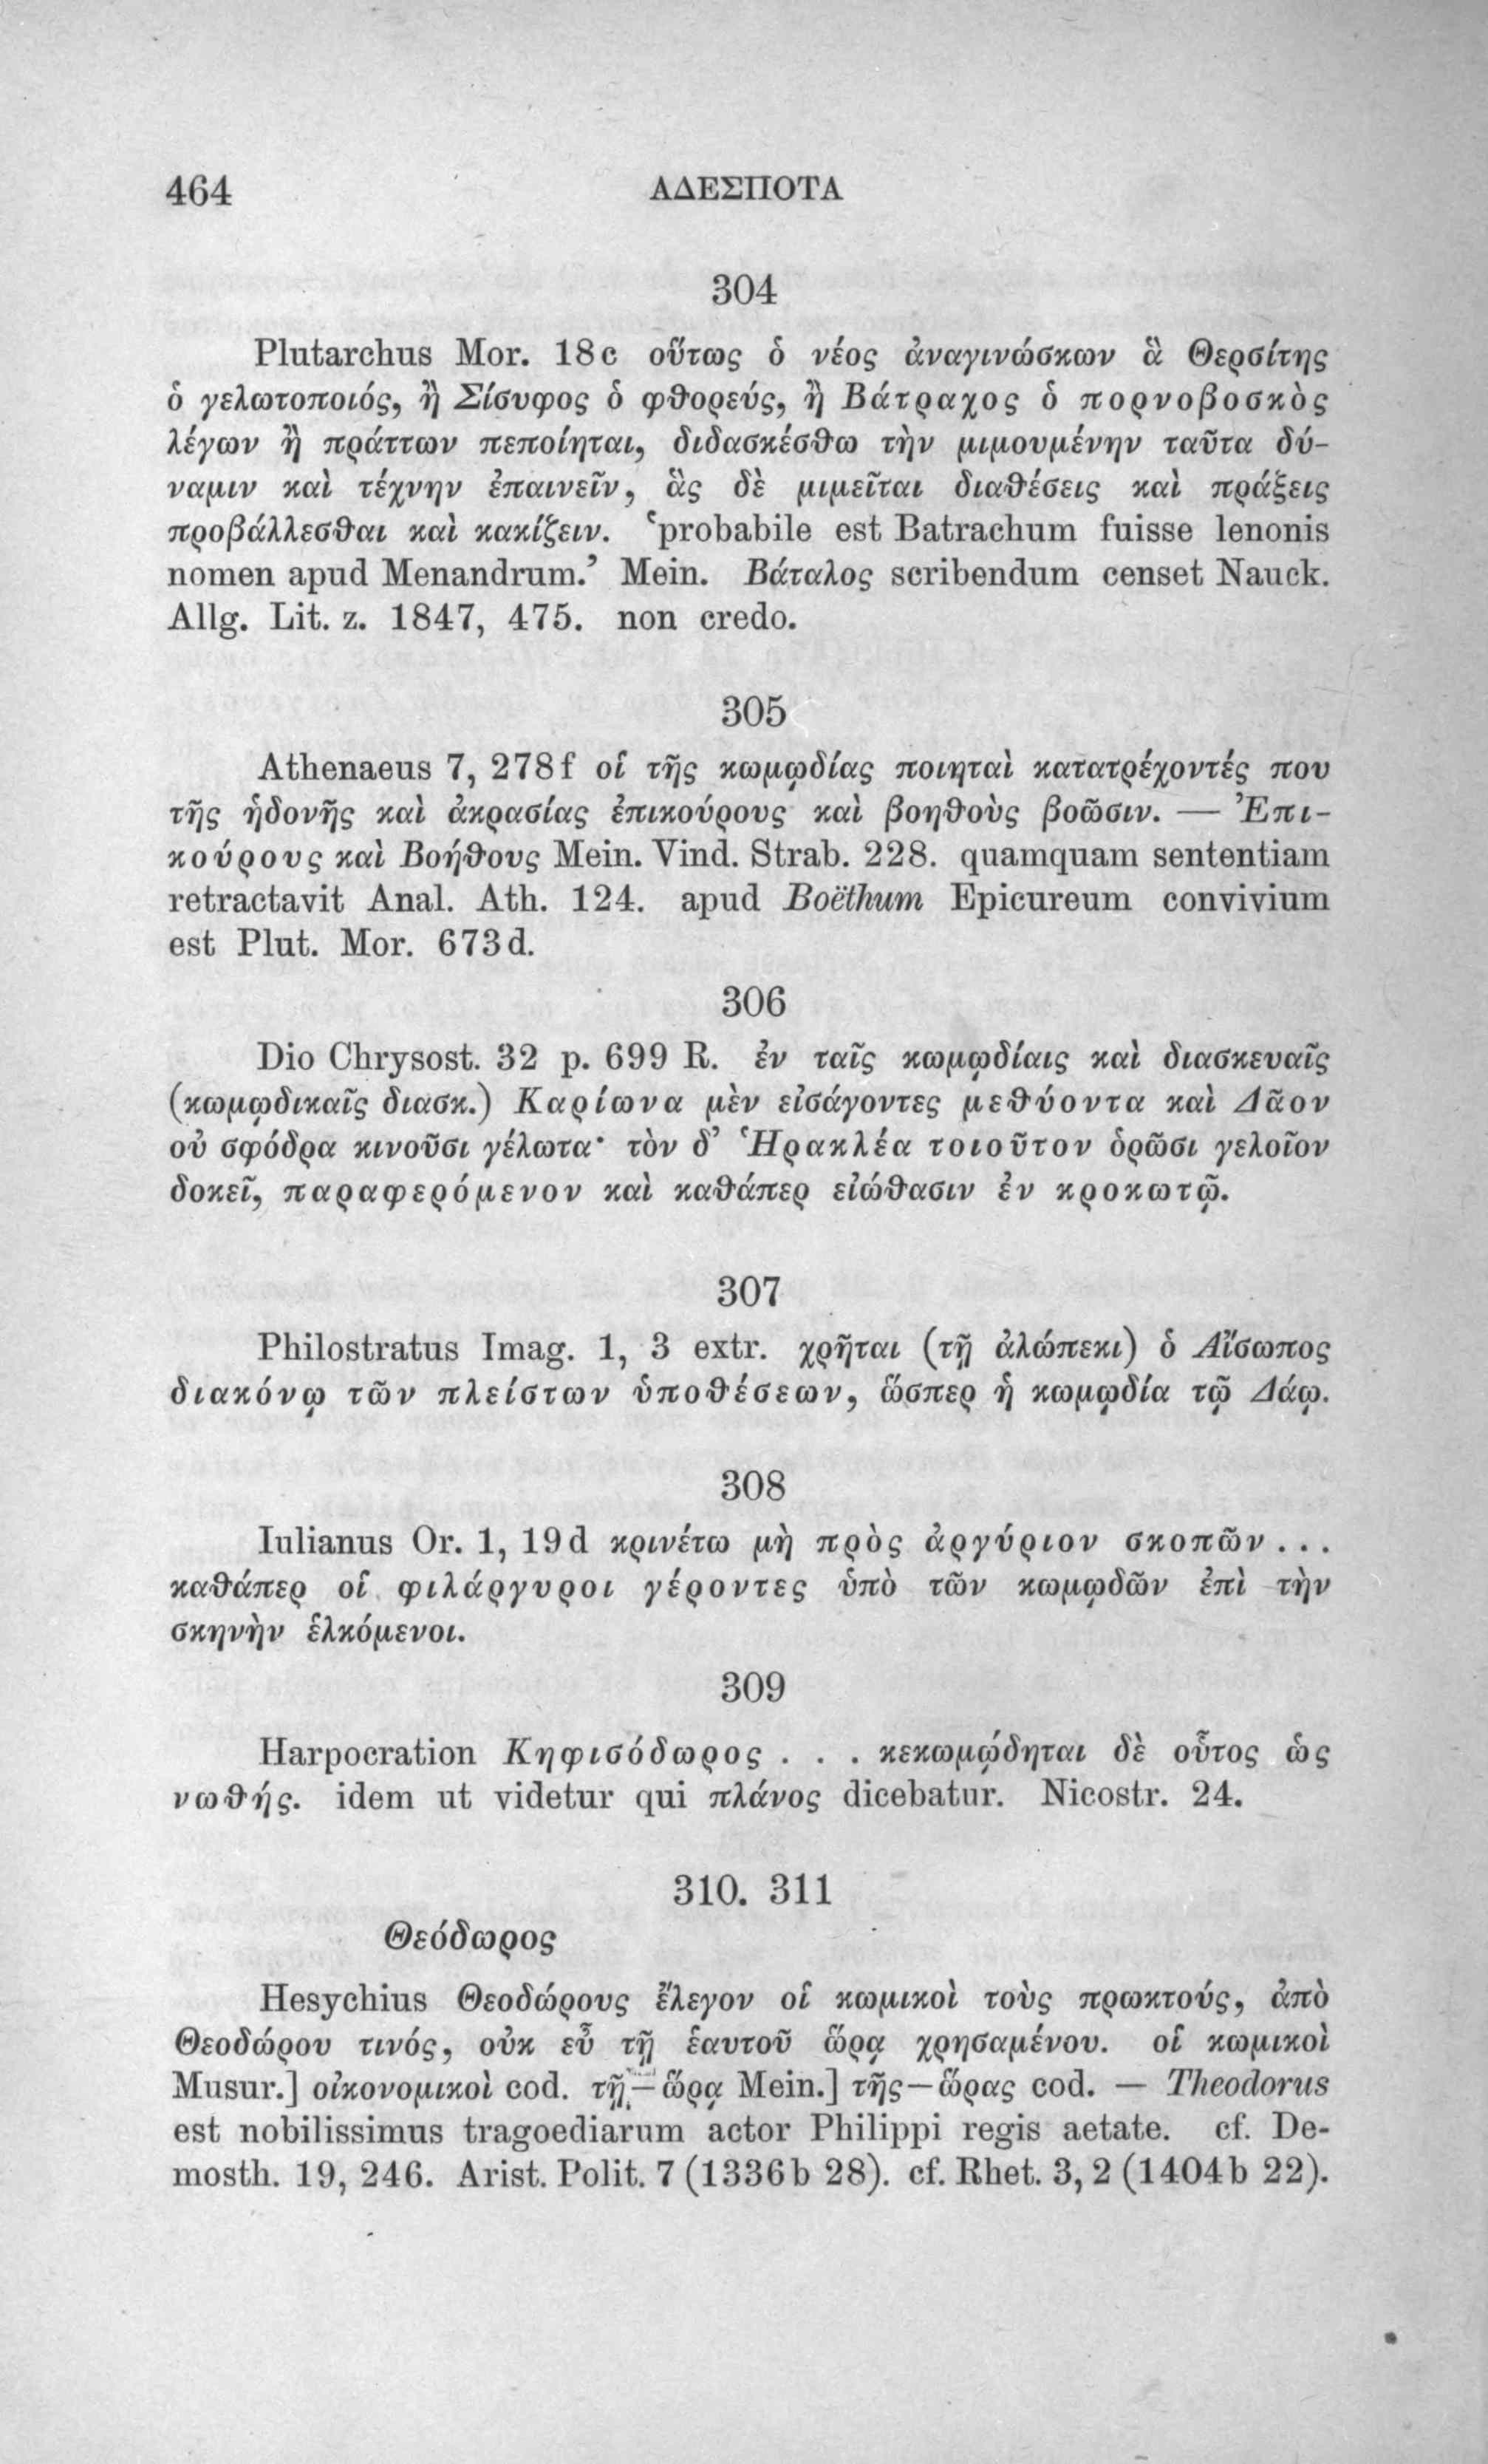 464
ΑΔΕΣΠΟΤΑ
304
Plutarchus Mor. 18c οὕτως ὁ νέος ἀναγινώσκων ἃ Θερσίτης
ὁ γελωτοποιός, ἢ Σίσυφος ὁ φθορεύς, ἢ Βάτραχος ὁ πορνοβοσκὸς
λέγων ἢ πράττων πεποίηται, διδασκέσθω τὴν μιμουμένην ταῦτα δύ-
ναμιν καὶ τέχνην ἐπαινεῖν, ἃς δὲ μιμεῖται διαθέσεις καὶ πράξεις
προβάλλεσθαι καὶ κακίζειν. ‘probabile est Batrachum fuisse lenonis
nomen apud Menandrum.’ Mein. Βάταλος scribendum censet Nauck.
Allg. Lit. z. 1847, 475. non credo.
305
Athenaeus 7, 278f οἱ τῆς κωμῳδίας ποιηταὶ κατατρέχοντές που
τῆς ἡδονῆς καὶ ἀκρασίας ἐπικούρους καὶ βοηθοὺς βοῶσιν. — Ἐπι-
κούρους καὶ Βοήθους Mein. Vind. Strab. 228. quamquam sententiam
retractavit Anal. Ath. 124. apud Boëthum Epicureum convivium
est Plut. Mor. 673d.
306
Dio Chrysost. 32 p. 699 R. ἐν ταῖς κωμῳδίαις καὶ διασκευαῖς
(κωμῳδικαῖς διασκ.) Καρίωνα μὲν εἰσάγοντες μεθύοντα καὶ Δᾶον
οὐ σφόδρα κινοῦσι γέλωτα· τὸν δ’ Ἡρακλέα τοιοῦτον ὁρῶσι γελοῖον
δοκεῖ, παραφερόμενον καὶ καθάπερ εἰώθασιν ἐν κροκωτῷ.
307
Philostratus Imag. 1, 3 extr. χρῆται (τῇ ἀλώπεκι) ὁ Αἴσωπος
διακόνῳ τῶν πλείστων ὑποθέσεων, ὥσπερ ἡ κωμῳδία τῷ Δάῳ.
308
Iulianus Or. 1, 19d κρινέτω μὴ πρὸς ἀργύριον σκοπῶν ...
καθάπερ οἱ φιλάργυροι γέροντες ὑπὸ τῶν κωμῳδῶν ἐπὶ τὴν
σκηνὴν ἑλκόμενοι.
309
Harpocration Κηφισόδωρος . . . κεκωμῴδηται δὲ οὗτος ὡς
νωθής. idem ut videtur qui πλάνος dicebatur. Nicostr. 24.
310. 311
Θεόδωρος
Hesychius Θεοδώρους ἔλεγον οἱ κωμικοὶ τοὺς πρωκτούς, ἀπὸ
Θεοδώρου τινός, οὐκ εὖ τῇ ἑαυτοῦ ὥρᾳ χρησαμένου. οἱ κωμικοὶ
Musur.] οἰκονομικοὶ cod. τῇ—ὥρᾳ Mein.] τῆς—ὥρας cod. — Theodorus
est nobilissimus tragoediarum actor Philippi regis aetate. cf. De-
mosth. 19, 246. Arist. Polit. 7 (1336b 28). cf. Rhet. 3, 2 (1404b 22).